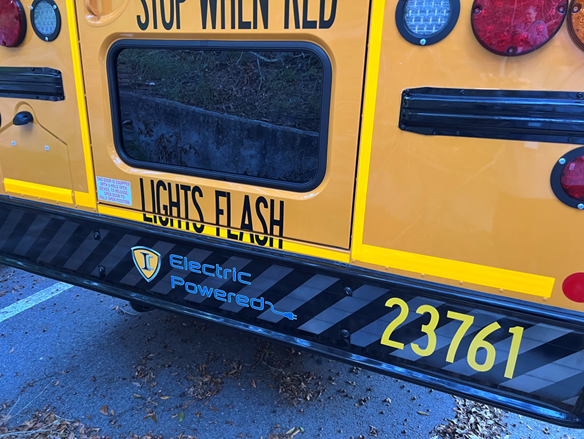 STOP WHEN RED
LIGHTS FLASH
I
Electric
Powered
23761